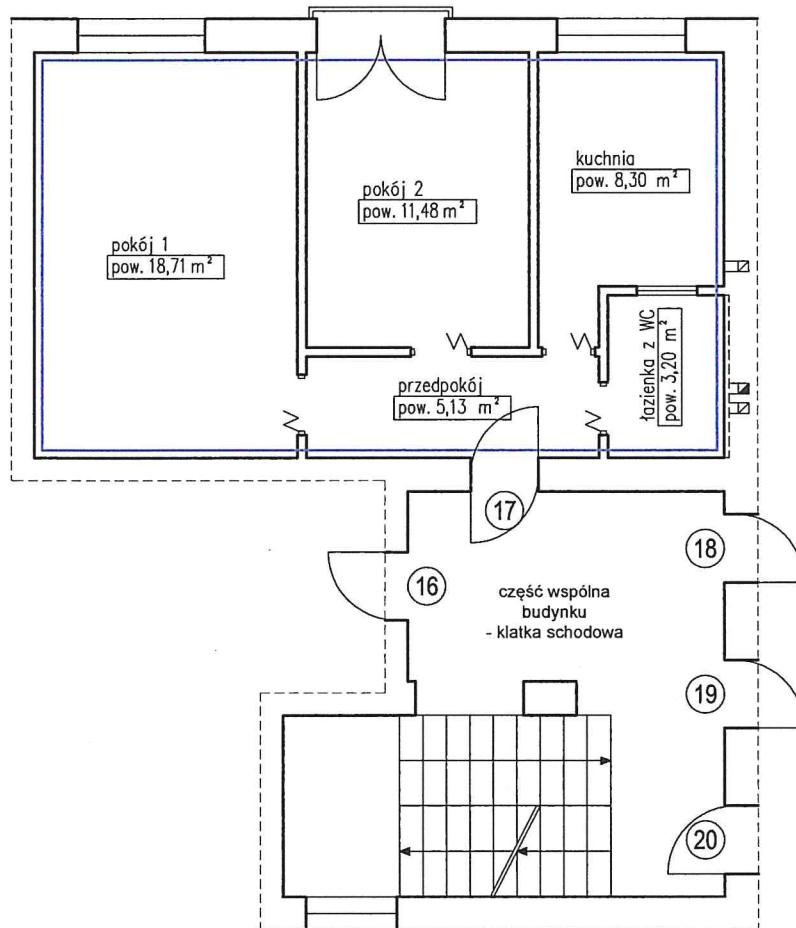 kuchnia
pow. 8,30 m²
pokój 2
pow. 11,48 m²
pokój 1
pow. 18,71 m²
łazienka z WC
pow. 3,20 m²
przedpokój
pow. 5,13 m²
17
18
16
część wspólna
budynku
- klatka schodowa
19
20